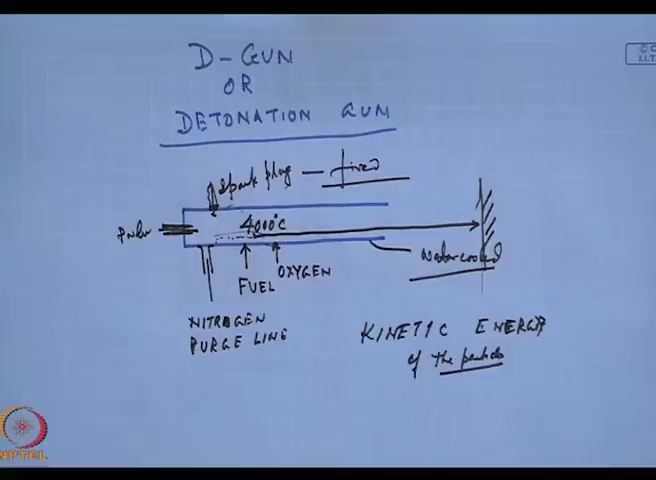 D-GUN
OR
DETONATION GUN
Spark plug — fired
4000°C
Powder
Water cooled
FUEL
OXYGEN
NITROGEN
PURGE LINE
KINETIC ENERGY
of the particles
NPTEL